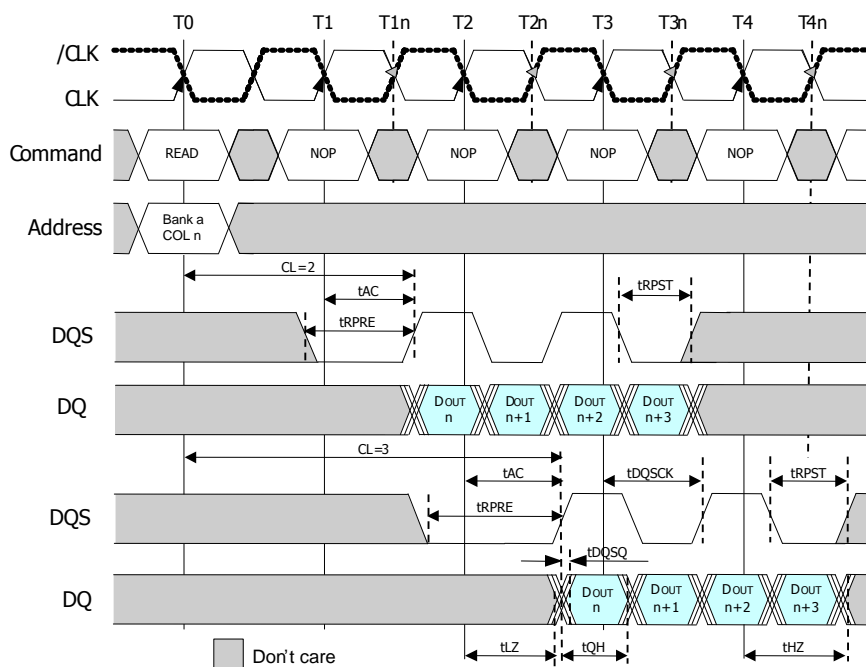 T0 T1 T1n T2 T2n T3 T3n T4 T4n
/CLK
CLK
Command READ NOP NOP NOP NOP
Address Bank a
COL n
CL=2
tAC
tRPRE
tRPST
DQS
DQ DOUT n DOUT n+1 DOUT n+2 DOUT n+3
CL=3
tAC tDQSCK tRPST
tRPRE
DQS
tDQSQ
DQ DOUT n DOUT n+1 DOUT n+2 DOUT n+3
tLZ tQH tHZ
Don't care